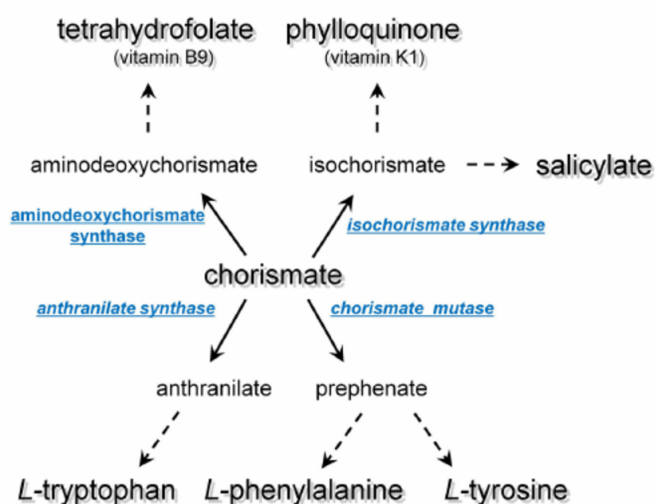 tetrahydrofolate phylloquinone
(vitamin B9) (vitamin K1)
aminodeoxychorismate isochorismate salicylate
aminodeoxychorismate
synthase
isochorismate synthase
chorismate
anthranilate synthase chorismate mutase
anthranilate prephenate
L-tryptophan L-phenylalanine L-tyrosine